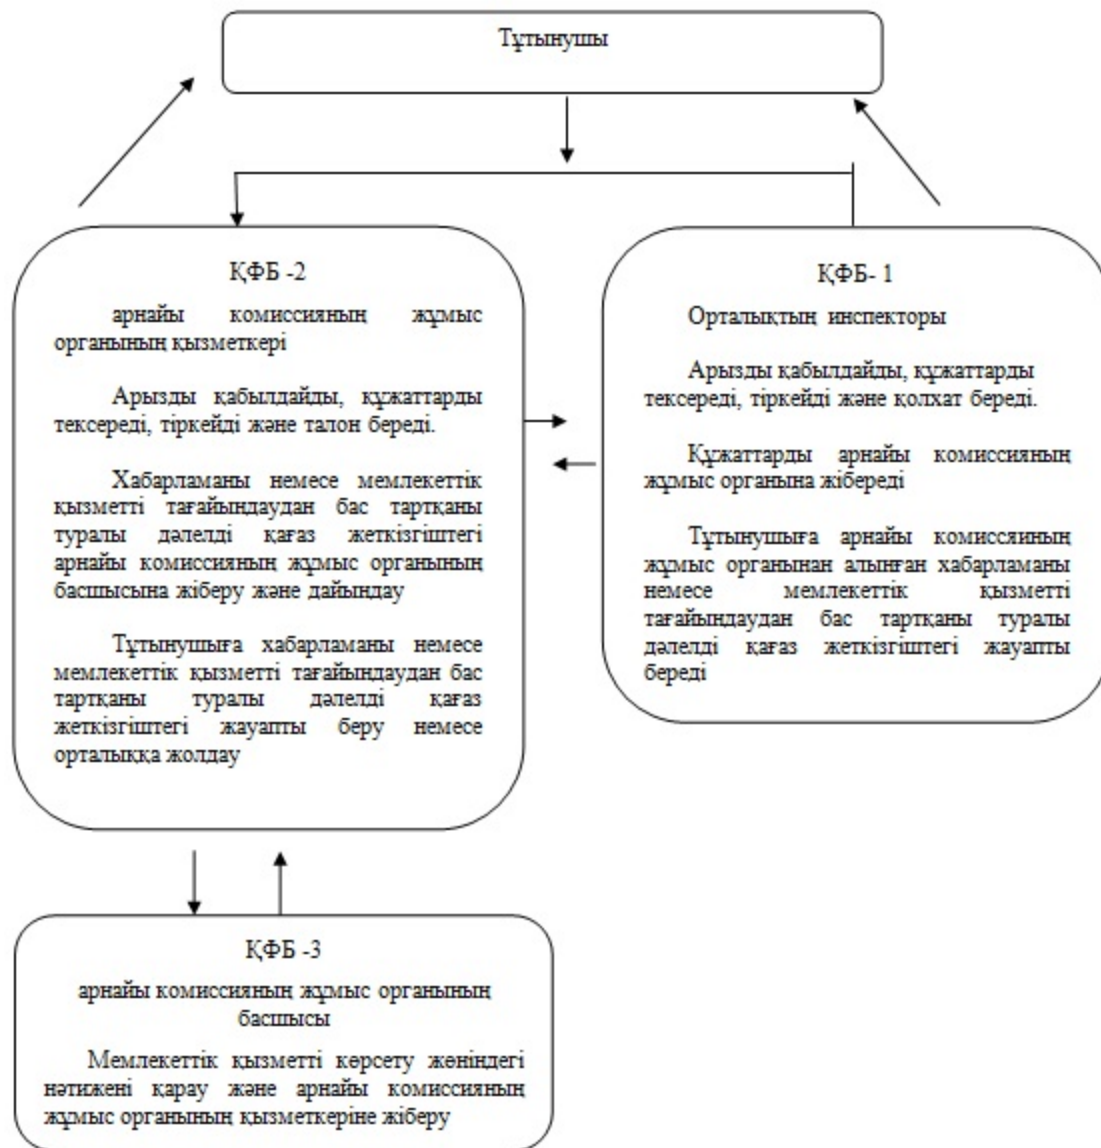 Тұтынушы
ҚФБ -2
арнайы комиссияның жұмыс
органының қызметкері
Арызды қабылдайды, құжаттарды
тексереді, тіркейді және талон береді.
Хабарламаны немесе мемлекеттік
қызметті тағайындаудан бас тартқаны
туралы дәлелді қағаз жеткізгіштегі
арнайы комиссияның жұмыс органының
басшысына жіберу және дайындау
Тұтынушыға хабарламаны немесе
мемлекеттік қызметті тағайындаудан бас
тартқаны туралы дәлелді қағаз
жеткізгіштегі жауапты беру немесе
орталыққа жолдау
ҚФБ- 1
Орталықтың инспекторы
Арызды қабылдайды, құжаттарды
тексереді, тіркейді және қолхат береді.
Құжаттарды арнайы комиссияның
жұмыс органына жібереді
Тұтынушыға арнайы комиссяиның
жұмыс органынан алынған хабарламаны
немесе мемлекеттік қызметті
тағайындаудан бас тартқаны туралы
дәлелді қағаз жеткізгіштегі жауапты
береді
ҚФБ -3
арнайы комиссияның жұмыс органының
басшысы
Мемлекеттік қызметті көрсету жөніндегі
нәтижені қарау және арнайы комиссияның
жұмыс органының қызметкеріне жіберу